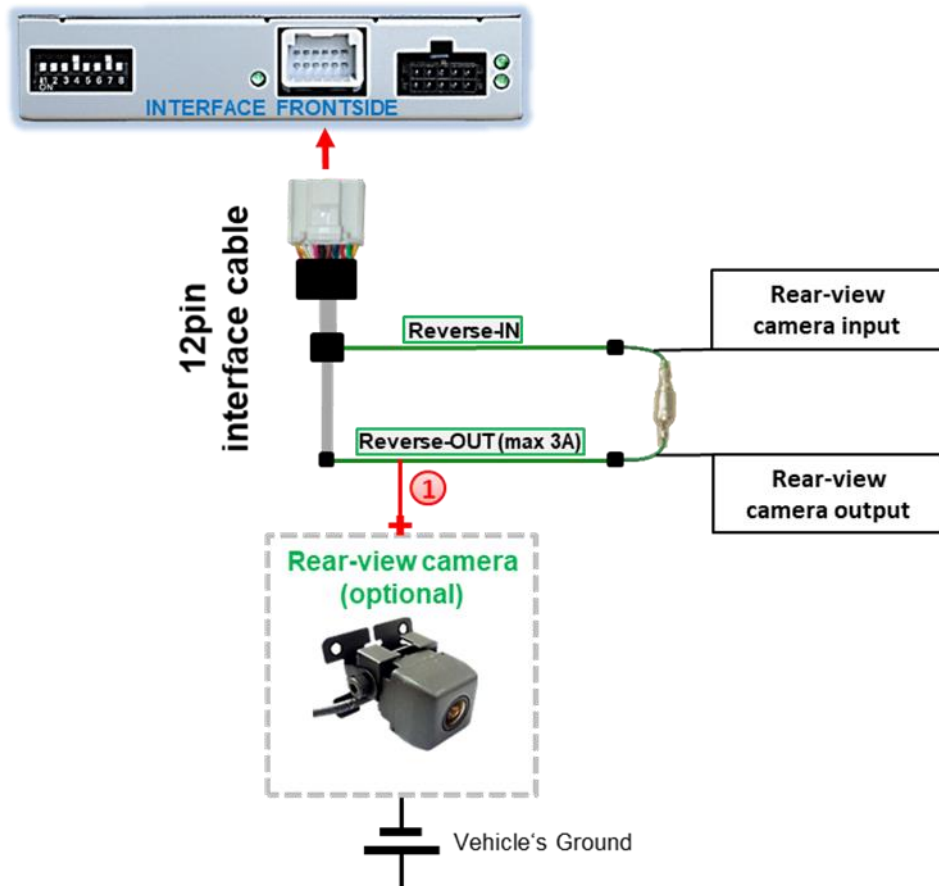 1 2 3 4 5 6 7 8
ON
INTERFACE FRONTSIDE
12pin
interface cable
Reverse-IN
Rear-view
camera input
Reverse-OUT (max 3A)
1
Rear-view
camera output
Rear-view camera
(optional)
Vehicle‘s Ground